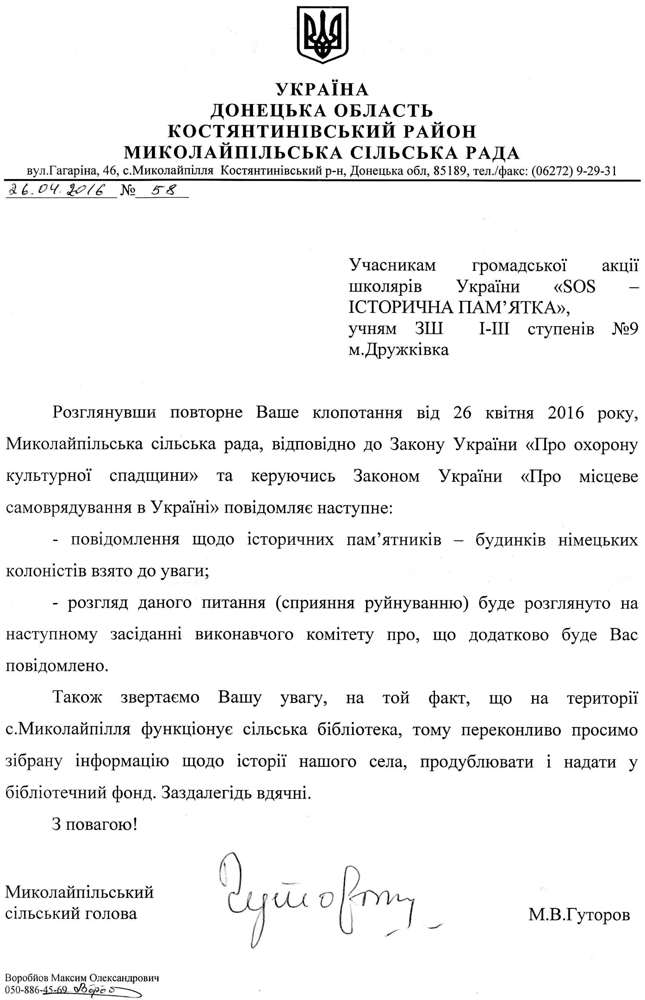 УКРАЇНА
ДОНЕЦЬКА ОБЛАСТЬ
КОСТЯНТИНІВСЬКИЙ РАЙОН
МИКОЛАЙПІЛЬСЬКА СІЛЬСЬКА РАДА
вул.Гагаріна, 46, с.Миколайпілля Костянтинівський р-н, Донецька обл, 85189, тел./факс: (06272) 9-29-31
26.04.2016 № 58
Учасникам громадської акції
школярів України «SOS –
ІСТОРИЧНА ПАМ’ЯТКА»,
учням ЗШ І-ІІІ ступенів №9
м.Дружківка
Розглянувши повторне Ваше клопотання від 26 квітня 2016 року,
Миколайпільська сільська рада, відповідно до Закону України «Про охорону
культурної спадщини» та керуючись Законом України «Про місцеве
самоврядування в Україні» повідомляє наступне:
- повідомлення щодо історичних пам’ятників – будинків німецьких
колоністів взято до уваги;
- розгляд даного питання (сприяння руйнуванню) буде розглянуто на
наступному засіданні виконавчого комітету про, що додатково буде Вас
повідомлено.
Також звертаємо Вашу увагу, на той факт, що на території
с.Миколайпілля функціонує сільська бібліотека, тому переконливо просимо
зібрану інформацію щодо історії нашого села, продублювати і надати у
бібліотечний фонд. Заздалегідь вдячні.
З повагою!
Миколайпільський
сільський голова
М.В.Гуторов
Воробйов Максим Олександрович
050-886-45-69